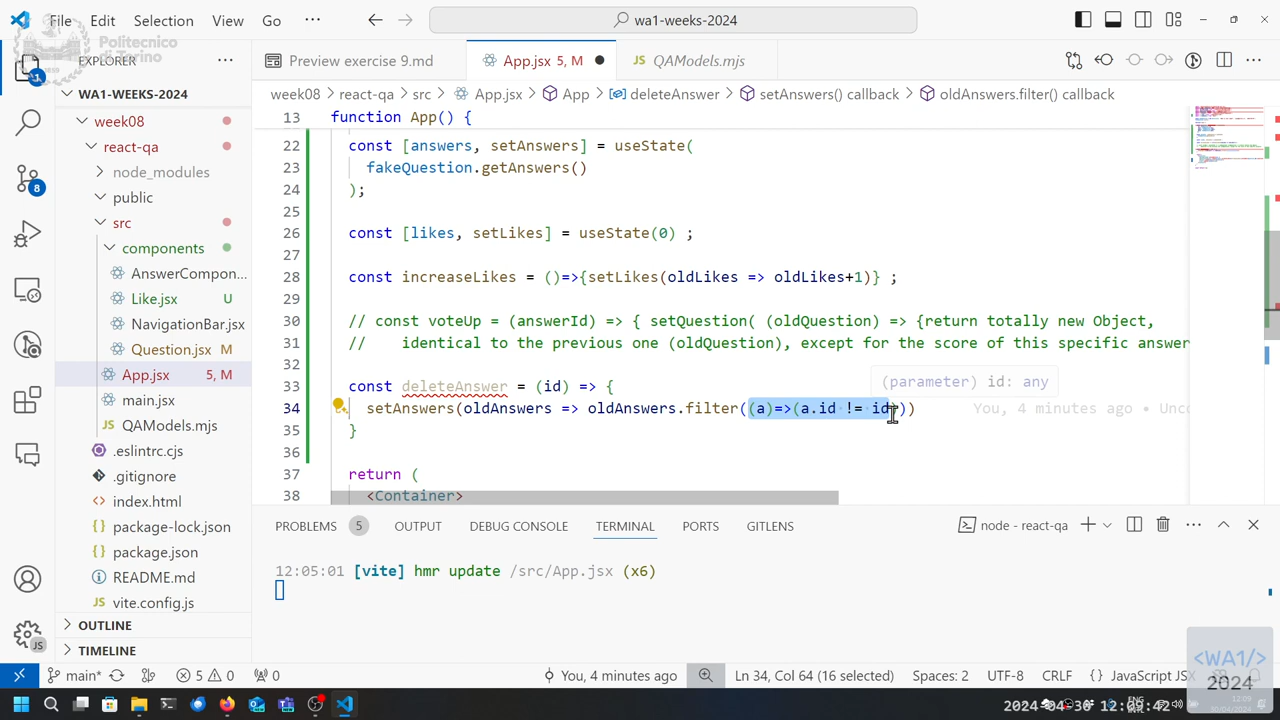 File Edit Selection View Go ···
wa1-weeks-2024
Politecnico
di Torino
EXPLORER
Preview exercise 9.md
App.jsx 5, M
QAModels.mjs
WA1-WEEKS-2024
week08 > react-qa > src > App.jsx > App > deleteAnswer > setAnswers() callback > oldAnswers.filter() callback
week08
react-qa
node_modules
public
src
components
AnswerCompon...
Like.jsx U
NavigationBar.jsx
Question.jsx M
App.jsx 5, M
main.jsx
QAModels.mjs
.eslintrc.cjs
.gitignore
index.html
package-lock.json
package.json
README.md
vite.config.js
OUTLINE
TIMELINE
13 function App() {
22 const [answers, setAnswers] = useState(
23 fakeQuestion.getAnswers()
24 );
25
26 const [likes, setLikes] = useState(0) ;
27
28 const increaseLikes = ()=>{setLikes(oldLikes => oldLikes+1)} ;
29
30 // const voteUp = (answerId) => { setQuestion( (oldQuestion) => {return totally new Object,
31 // identical to the previous one (oldQuestion), except for the score of this specific answer
32
33 const deleteAnswer = (id) => {
(parameter) id: any
34 setAnswers(oldAnswers => oldAnswers.filter((a)=>(a.id != id)))
You, 4 minutes ago • Unco
35 }
36
37 return (
38 <Container>
PROBLEMS 5 OUTPUT DEBUG CONSOLE TERMINAL PORTS GITLENS
node - react-qa
12:05:01 [vite] hmr update /src/App.jsx (x6)
main* 5 0 0 You, 4 minutes ago Ln 34, Col 64 (16 selected) Spaces: 2 UTF-8 CRLF {} JavaScript JSX
<WA1/>
2024
2024-04-30 12:09:42